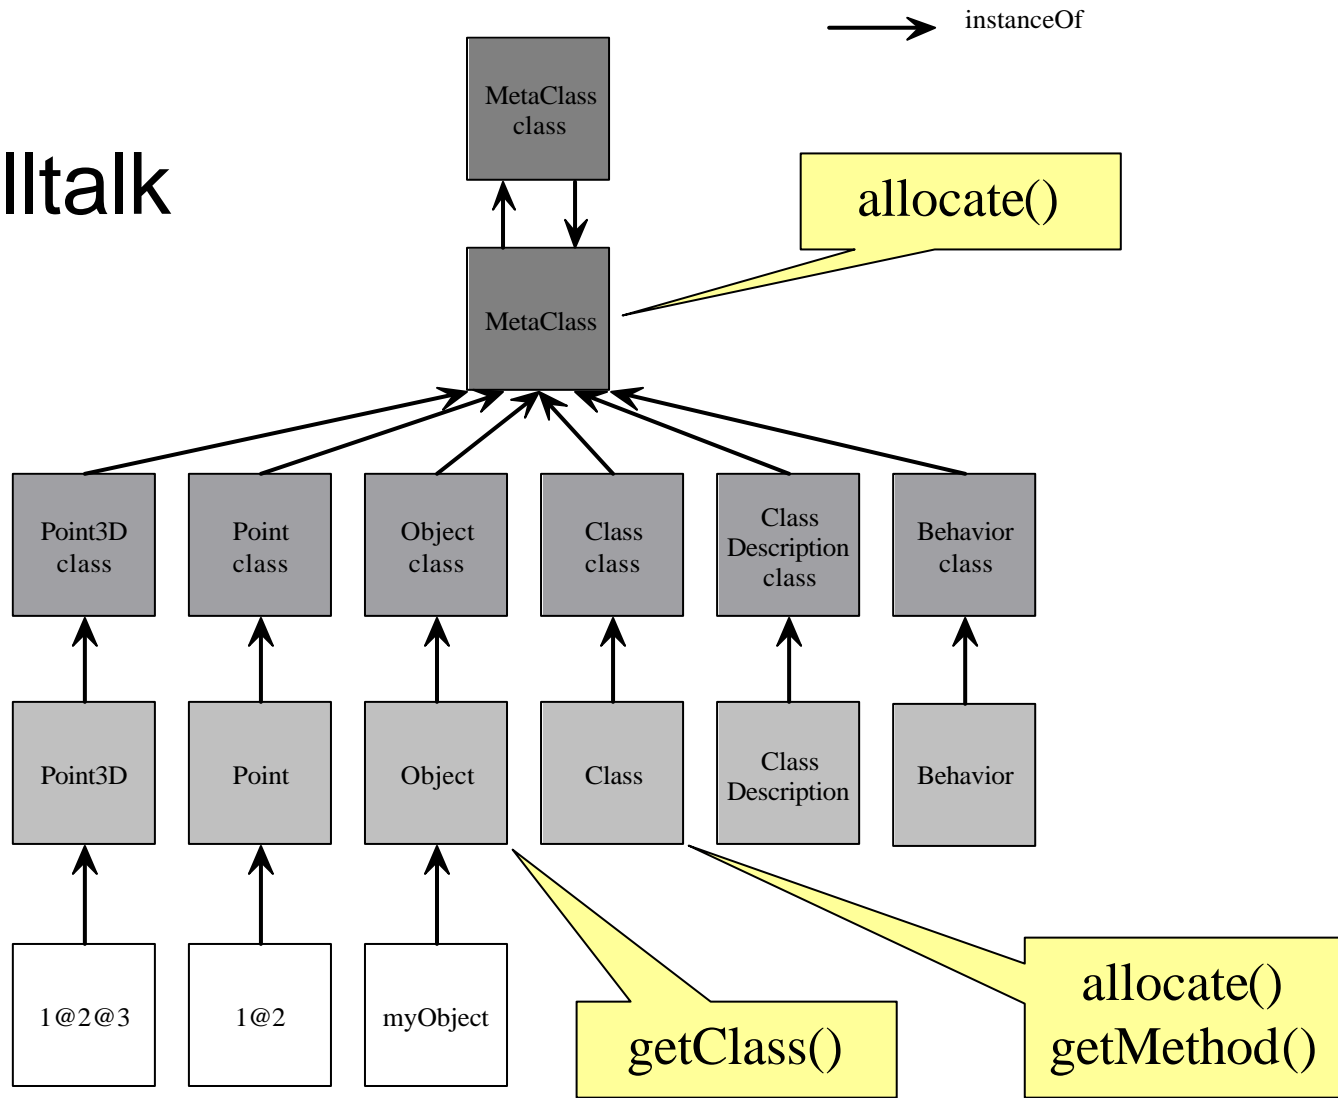 instanceOf
MetaClass
class
lltalk
allocate()
MetaClass
Point3D
class
Point
class
Object
class
Class
class
Class
Description
class
Behavior
class
Point3D
Point
Object
Class
Class
Description
Behavior
1@2@3
1@2
myObject
getClass()
allocate()
getMethod()